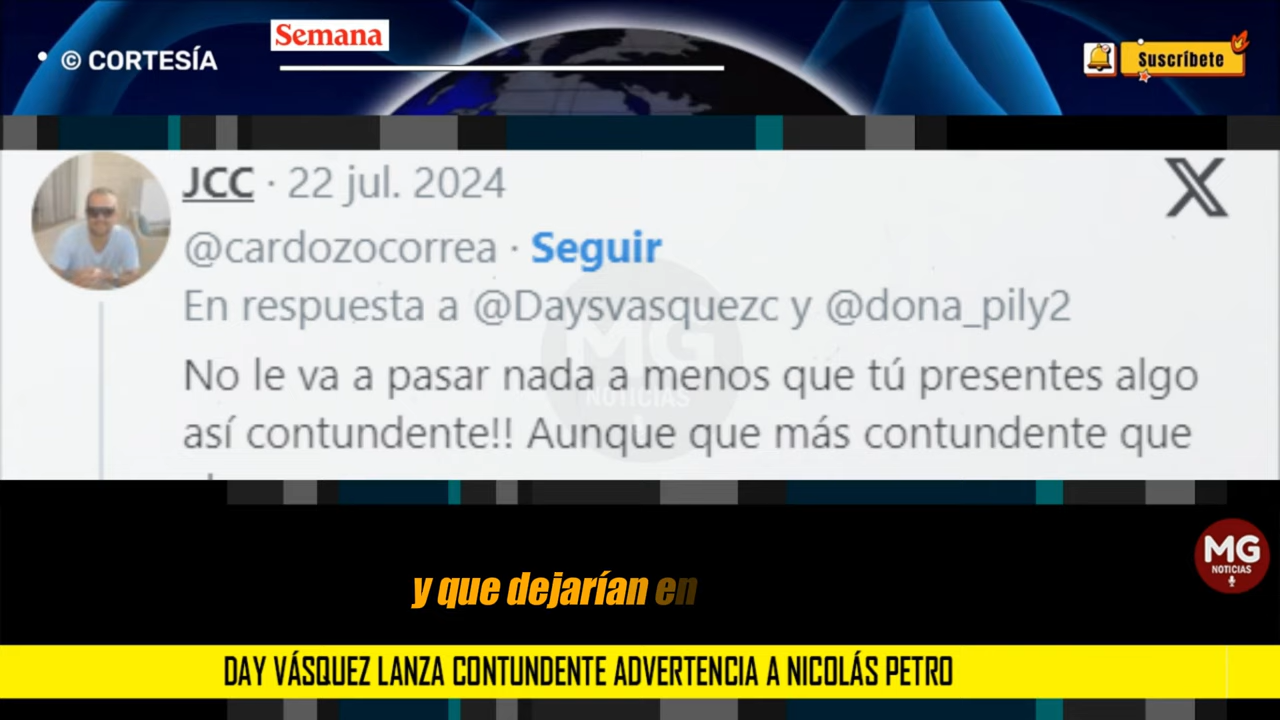 Semana
© CORTESÍA
Suscríbete
JCC · 22 jul. 2024
@cardozocorrea · Seguir
En respuesta a @Daysvasquezc y @dona_pily2
No le va a pasar nada a menos que tú presentes algo
así contundente!! Aunque que más contundente que
MG
NOTICIAS
y que dejarían en
MG
NOTICIAS
DAY VÁSQUEZ LANZA CONTUNDENTE ADVERTENCIA A NICOLÁS PETRO